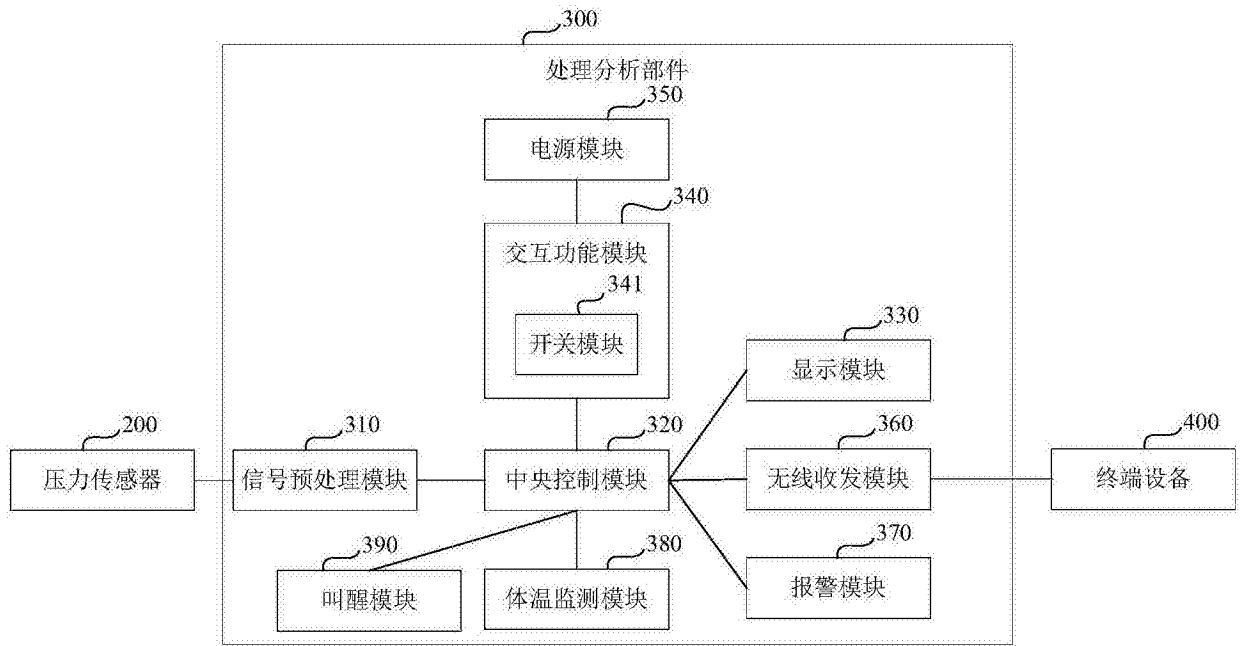 300
处理分析部件
350
电源模块
340
交互功能模块
341
开关模块
330
显示模块
200
压力传感器
310
信号预处理模块
320
中央控制模块
360
无线收发模块
400
终端设备
390
叫醒模块
380
体温监测模块
370
报警模块